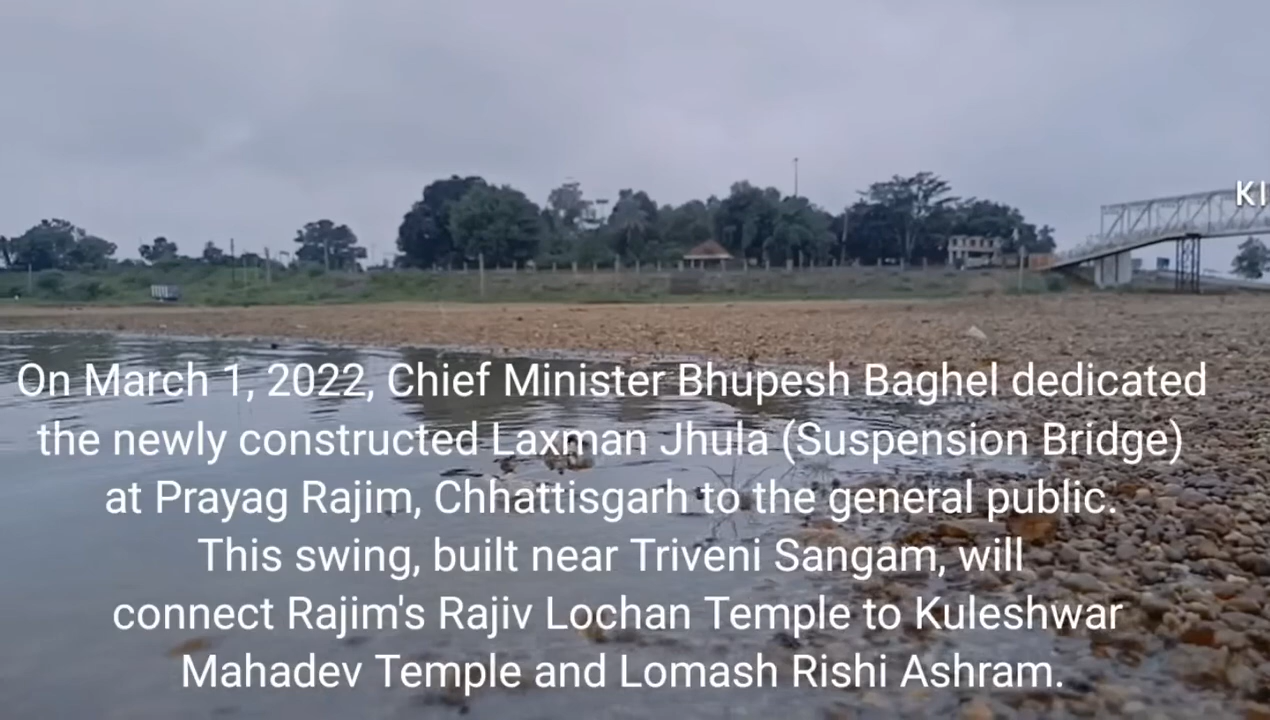 KI
On March 1, 2022, Chief Minister Bhupesh Baghel dedicated
the newly constructed Laxman Jhula (Suspension Bridge)
at Prayag Rajim, Chhattisgarh to the general public.
This swing, built near Triveni Sangam, will
connect Rajim's Rajiv Lochan Temple to Kuleshwar
Mahadev Temple and Lomash Rishi Ashram.